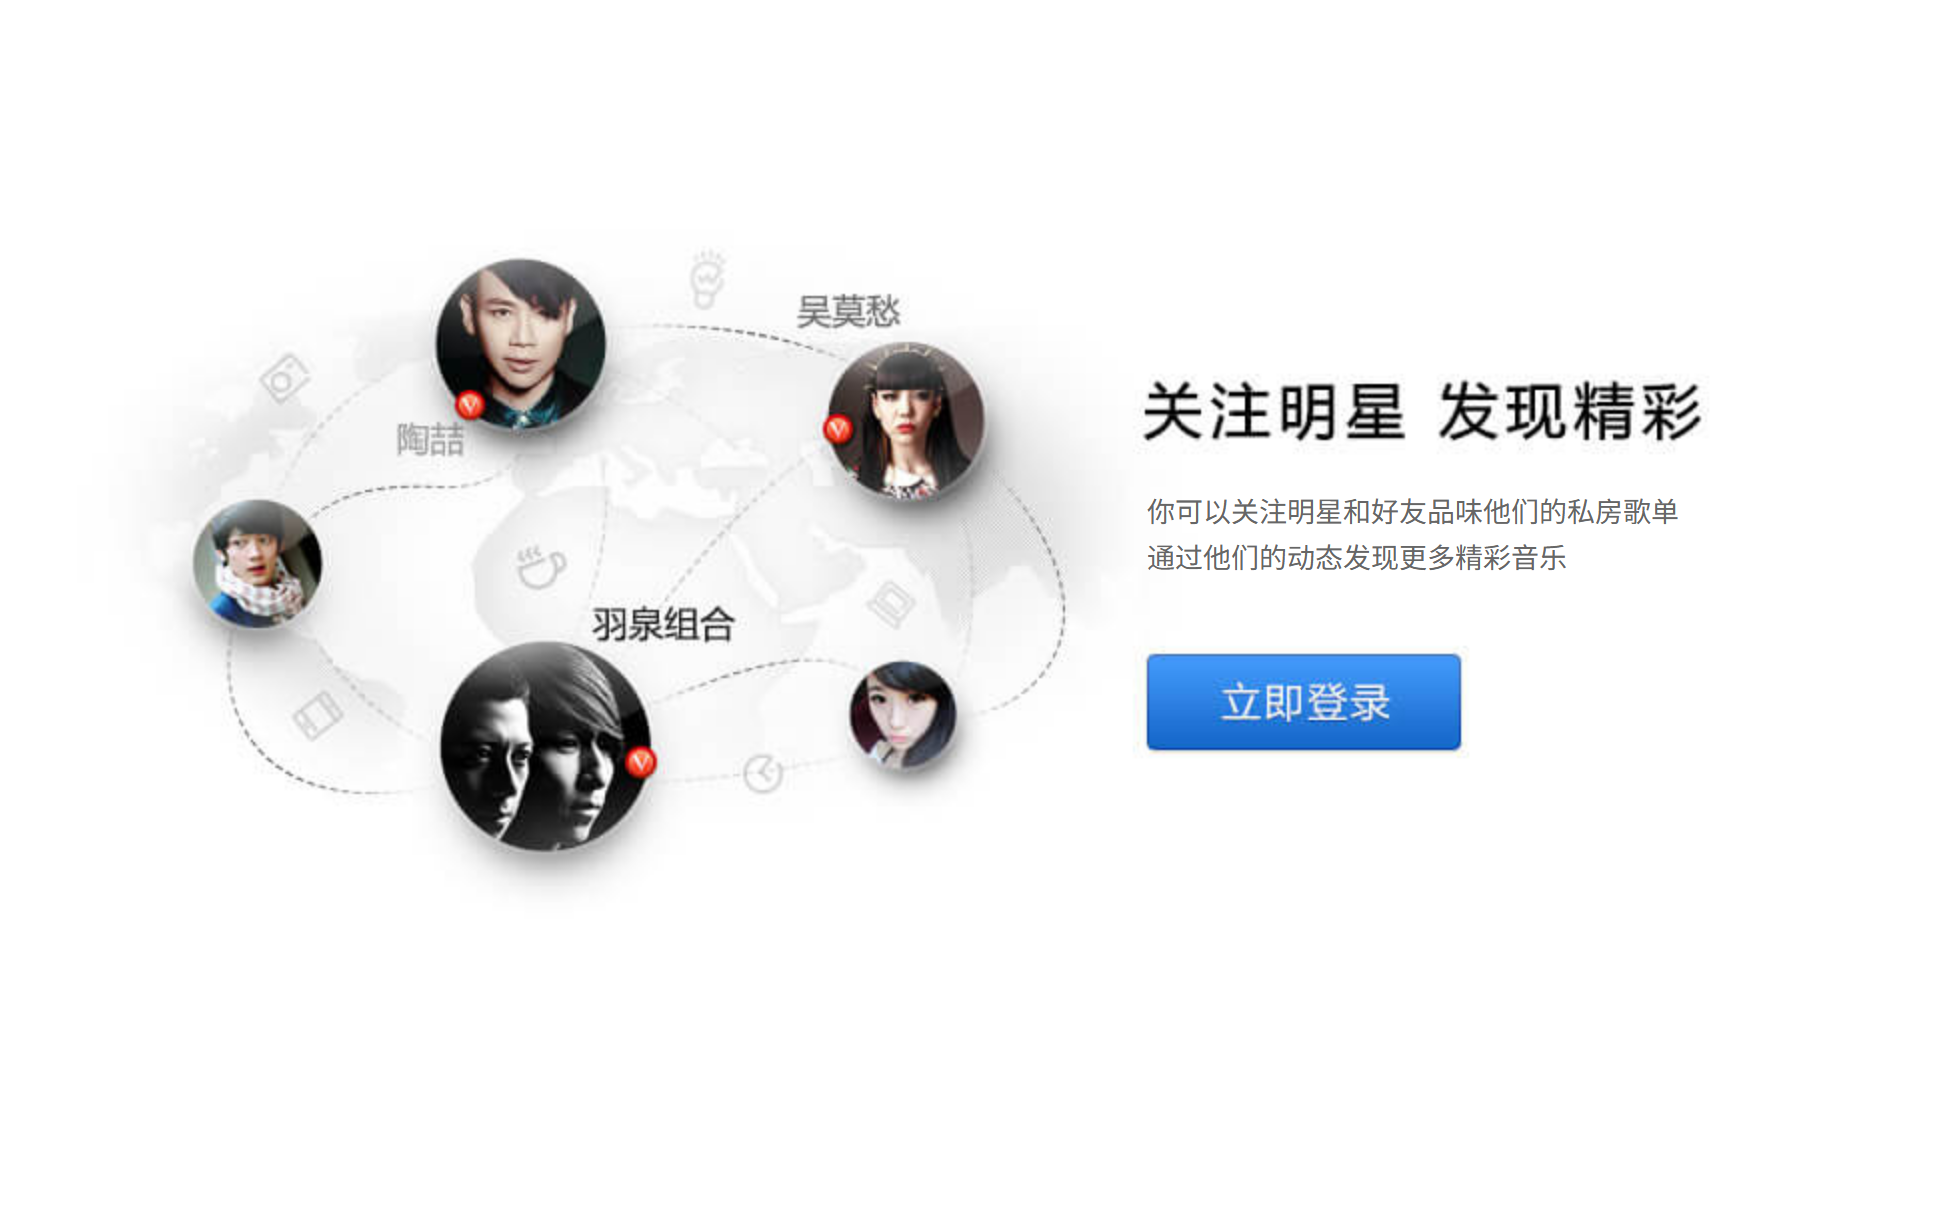 吴莫愁
陶喆
羽泉组合
关注明星 发现精彩
你可以关注明星和好友品味他们的私房歌单
通过他们的动态发现更多精彩音乐
立即登录